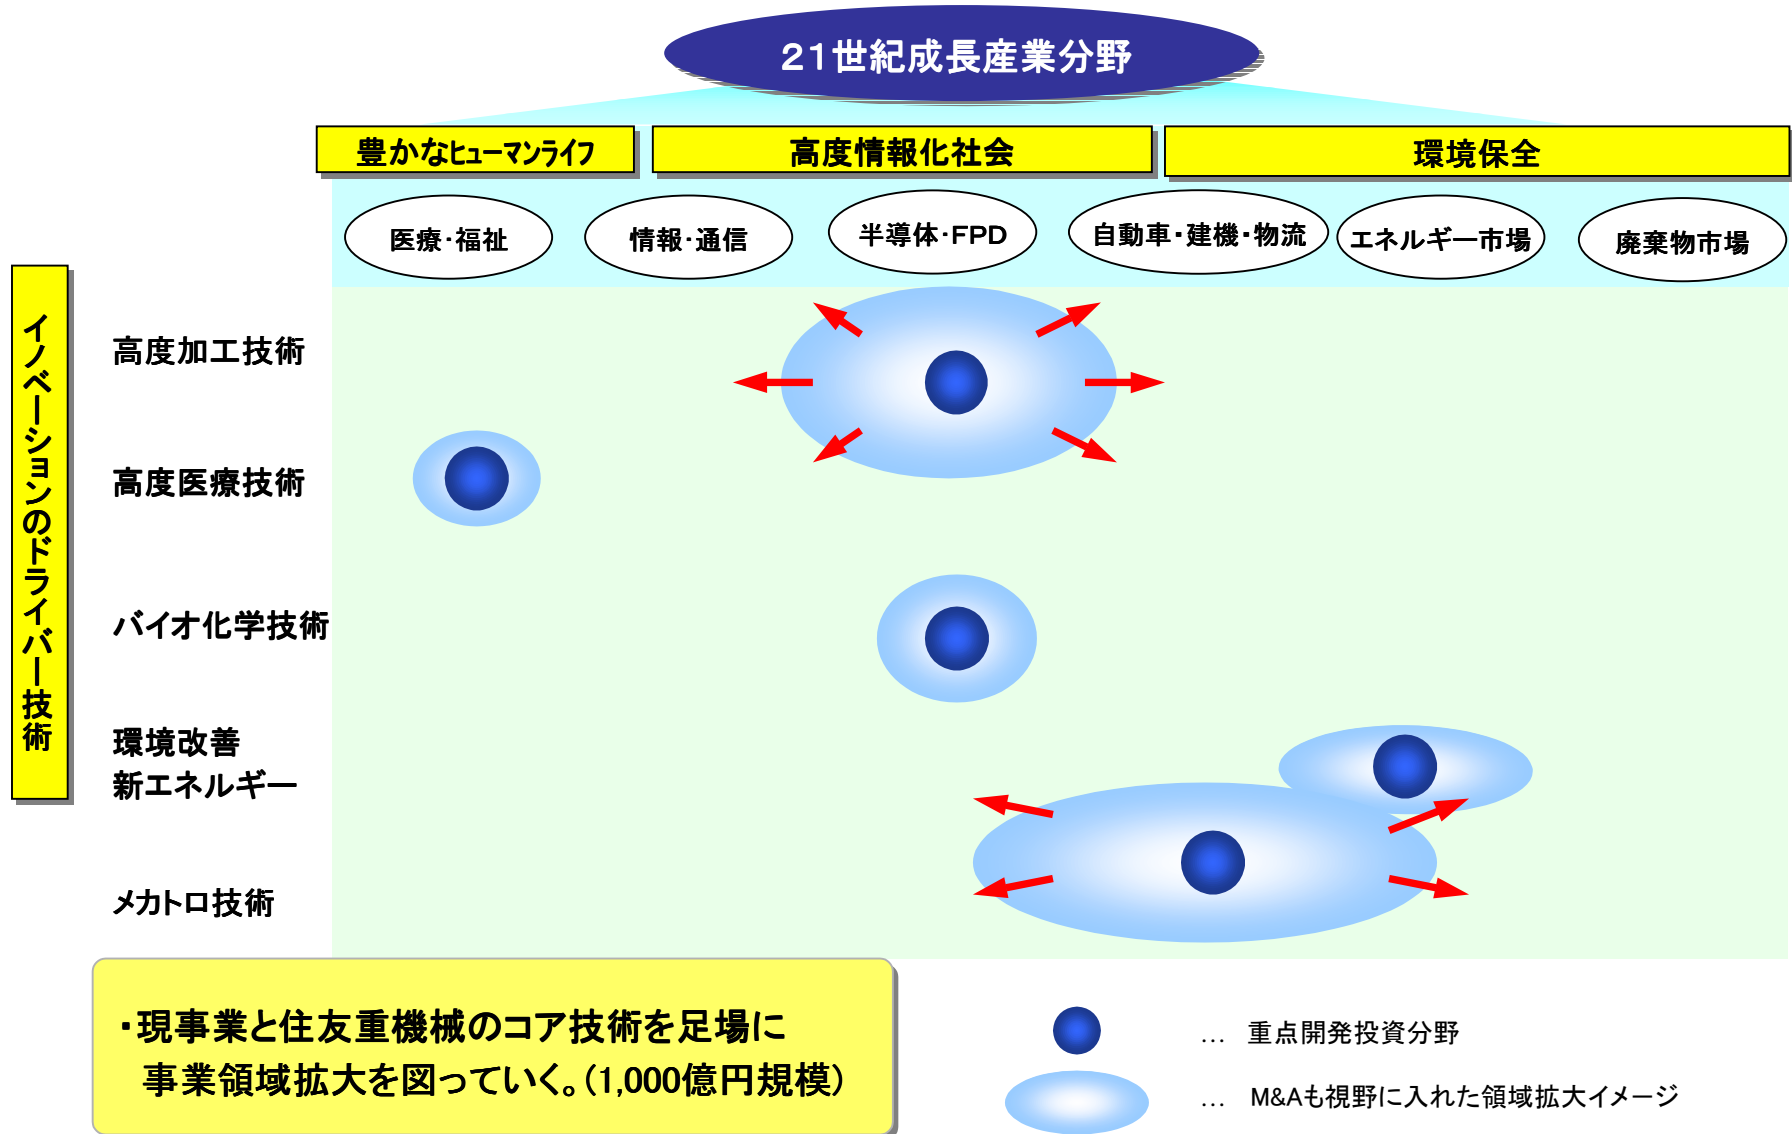 21世紀成長産業分野
豊かなヒューマンライフ
高度情報化社会
環境保全
医療・福祉
情報・通信
半導体・FPD
自動車・建機・物流
エネルギー市場
廃棄物市場
イノベーションのドライバー技術
高度加工技術
高度医療技術
バイオ化学技術
環境改善
新エネルギー
メカトロ技術
・現事業と住友重機械のコア技術を足場に
事業領域拡大を図っていく。(1,000億円規模)
… 重点開発投資分野
… M&Aも視野に入れた領域拡大イメージ